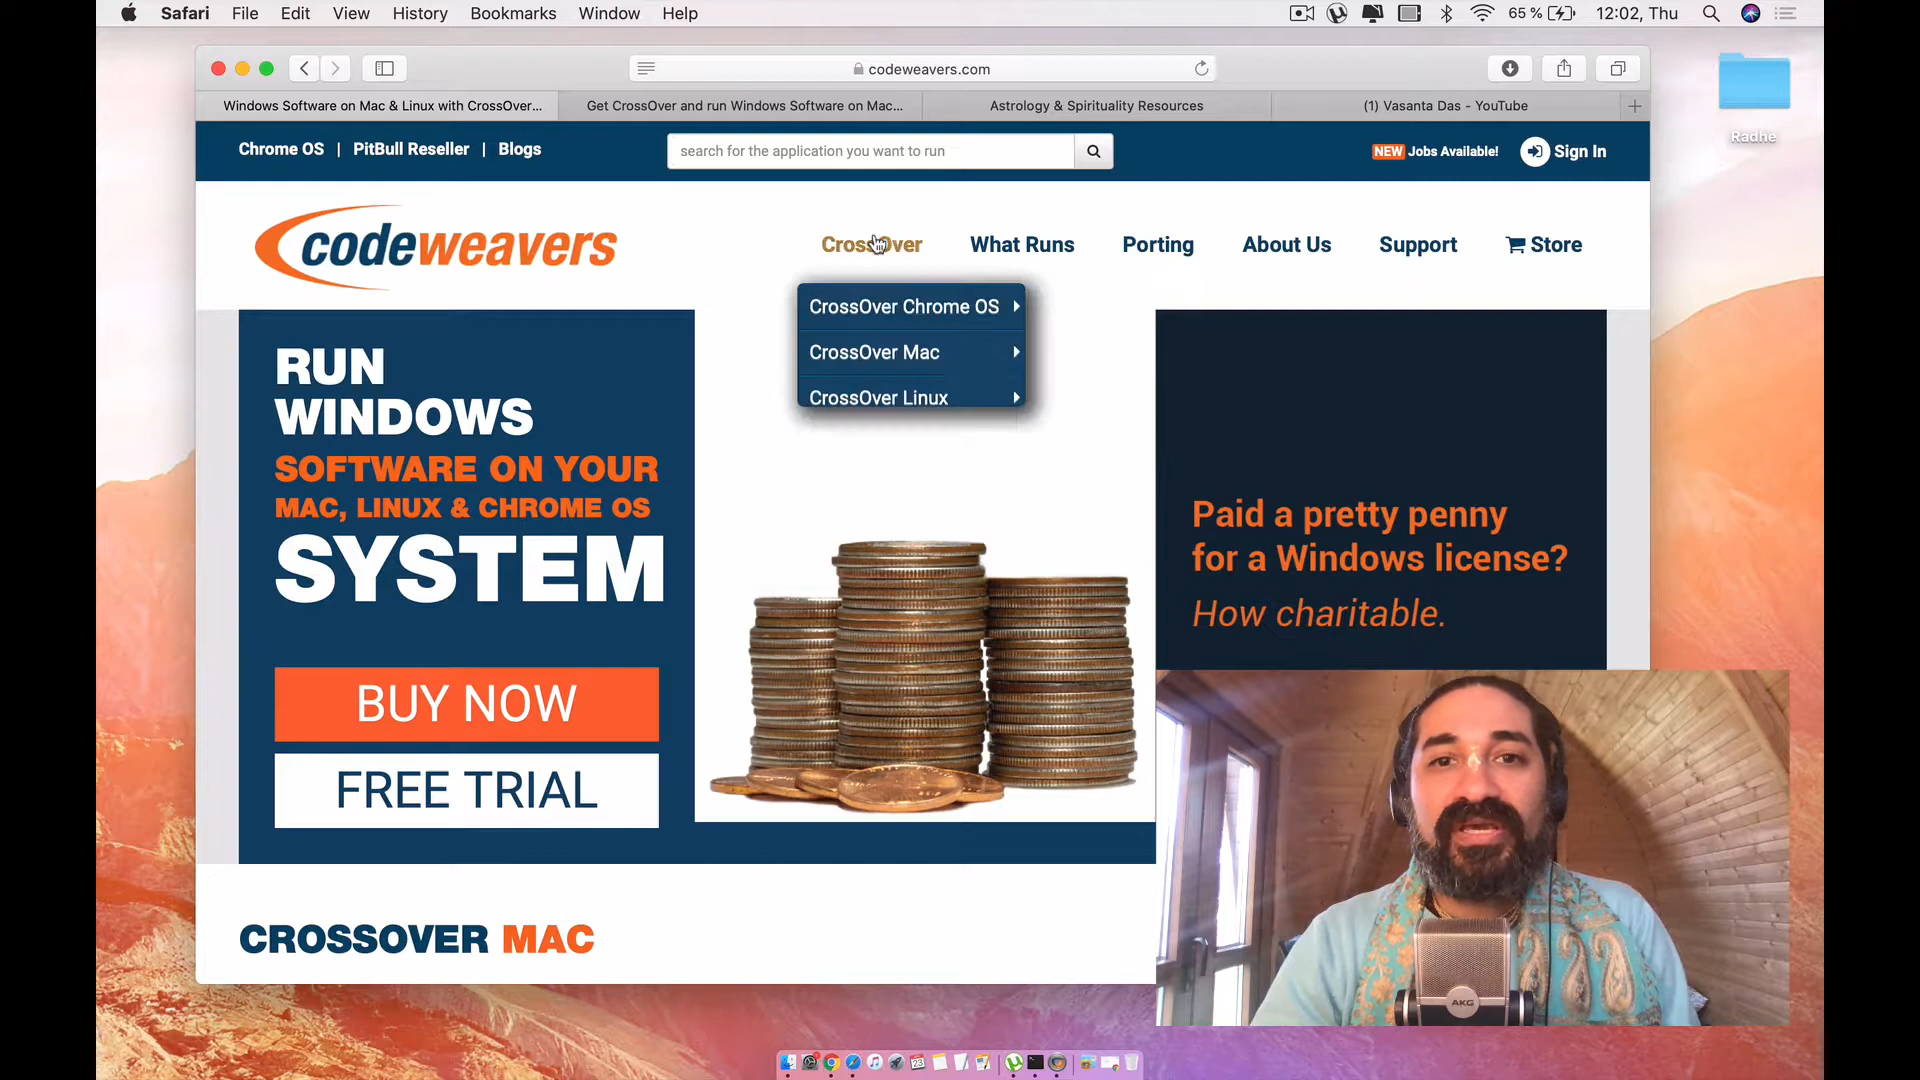 Safari File Edit View History Bookmarks Window Help
65 % 12:02, Thu
codeweavers.com
Windows Software on Mac & Linux with CrossOver...
Get CrossOver and run Windows Software on Mac...
Astrology & Spirituality Resources
(1) Vasanta Das - YouTube
Radhe
Chrome OS | PitBull Reseller | Blogs
search for the application you want to run
NEW Jobs Available!
Sign In
codeweavers
CrossOver
What Runs
Porting
About Us
Support
Store
CrossOver Chrome OS
CrossOver Mac
CrossOver Linux
RUN
WINDOWS
SOFTWARE ON YOUR
MAC, LINUX & CHROME OS
SYSTEM
BUY NOW
FREE TRIAL
Paid a pretty penny
for a Windows license?
How charitable.
CROSSOVER MAC
AKG
23